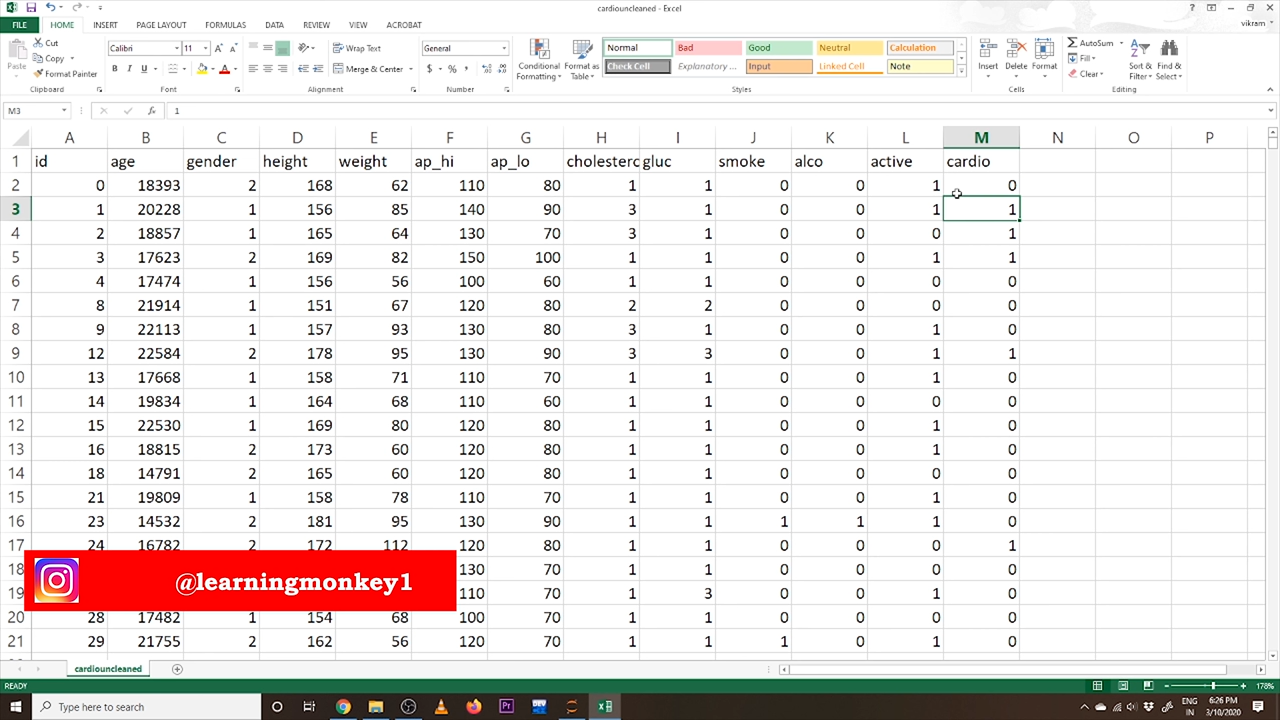 cardiouncleaned - Excel
vikram
FILE HOME INSERT PAGE LAYOUT FORMULAS DATA REVIEW VIEW ACROBAT
Paste
Cut
Copy
Format Painter
Clipboard
Calibri 11
B I U
Font
Wrap Text
Merge & Center
Alignment
General
$ % ,
Number
Conditional Formatting
Format as Table
Normal Bad Good Neutral Calculation
Check Cell Explanatory ... Input Linked Cell Note
Styles
Insert Delete Format
Cells
AutoSum
Fill
Clear
Sort & Filter
Find & Select
Editing
M3 fx 1
A B C D E F G H I J K L M N O P
1 id age gender height weight ap_hi ap_lo cholestero gluc smoke alco active cardio
2 0 18393 2 168 62 110 80 1 1 0 0 1 0
3 1 20228 1 156 85 140 90 3 1 0 0 1 1
4 2 18857 1 165 64 130 70 3 1 0 0 0 1
5 3 17623 2 169 82 150 100 1 1 0 0 1 1
6 4 17474 1 156 56 100 60 1 1 0 0 0 0
7 8 21914 1 151 67 120 80 2 2 0 0 0 0
8 9 22113 1 157 93 130 80 3 1 0 0 1 0
9 12 22584 2 178 95 130 90 3 3 0 0 1 1
10 13 17668 1 158 71 110 70 1 1 0 0 1 0
11 14 19834 1 164 68 110 60 1 1 0 0 0 0
12 15 22530 1 169 80 120 80 1 1 0 0 1 0
13 16 18815 2 173 60 120 80 1 1 0 0 1 0
14 18 14791 2 165 60 120 80 1 1 0 0 0 0
15 21 19809 1 158 78 110 70 1 1 0 0 1 0
16 23 14532 2 181 95 130 90 1 1 1 1 1 0
17 24 16782 2 172 112 120 80 1 1 0 0 0 1
18 130 70 1 1 0 0 0 0
19 110 70 1 3 0 0 1 0
20 28 17482 1 154 68 100 70 1 1 0 0 0 0
21 29 21755 2 162 56 120 70 1 1 1 0 1 0
@learningmonkey1
cardiouncleaned
READY
178%
Type here to search
ENG
IN
6:26 PM
3/10/2020